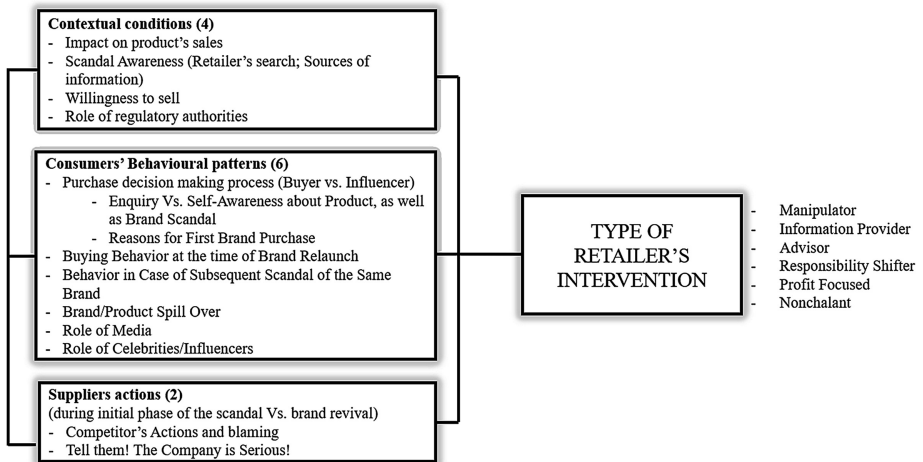 Contextual conditions (4)
- Impact on product's sales
- Scandal Awareness (Retailer's search; Sources of
information)
- Willingness to sell
- Role of regulatory authorities
Consumers' Behavioural patterns (6)
- Purchase decision making process (Buyer vs. Influencer)
- Enquiry Vs. Self-Awareness about Product, as well
as Brand Scandal
- Reasons for First Brand Purchase
- Buying Behavior at the time of Brand Relaunch
- Behavior in Case of Subsequent Scandal of the Same
Brand
- Brand/Product Spill Over
- Role of Media
- Role of Celebrities/Influencers
Suppliers actions (2)
(during initial phase of the scandal Vs. brand revival)
- Competitor's Actions and blaming
- Tell them! The Company is Serious!
TYPE OF
RETAILER'S
INTERVENTION
- Manipulator
- Information Provider
- Advisor
- Responsibility Shifter
- Profit Focused
- Nonchalant